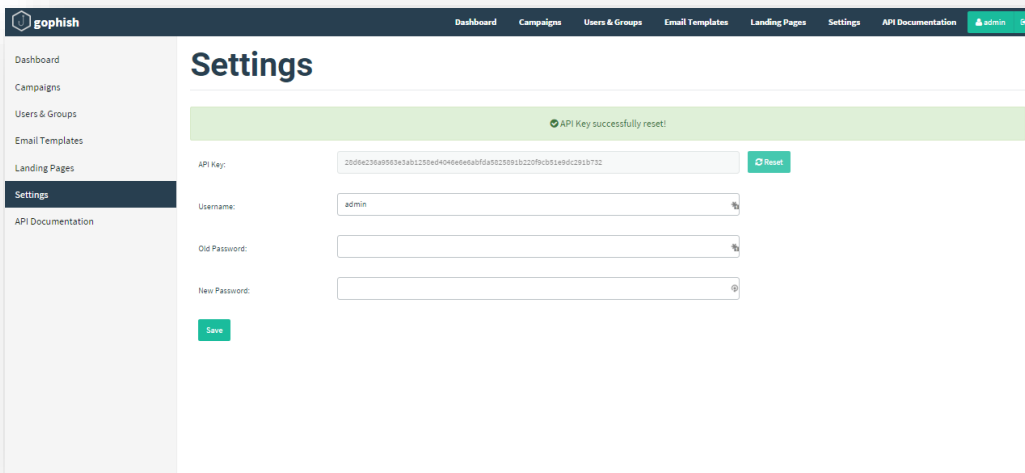 gophish
Dashboard Campaigns Users & Groups Email Templates Landing Pages Settings API Documentation admin
Dashboard
Campaigns
Users & Groups
Email Templates
Landing Pages
Settings
API Documentation
Settings
API Key successfully reset!
API Key:
Reset
Username: admin
Old Password:
New Password:
Save